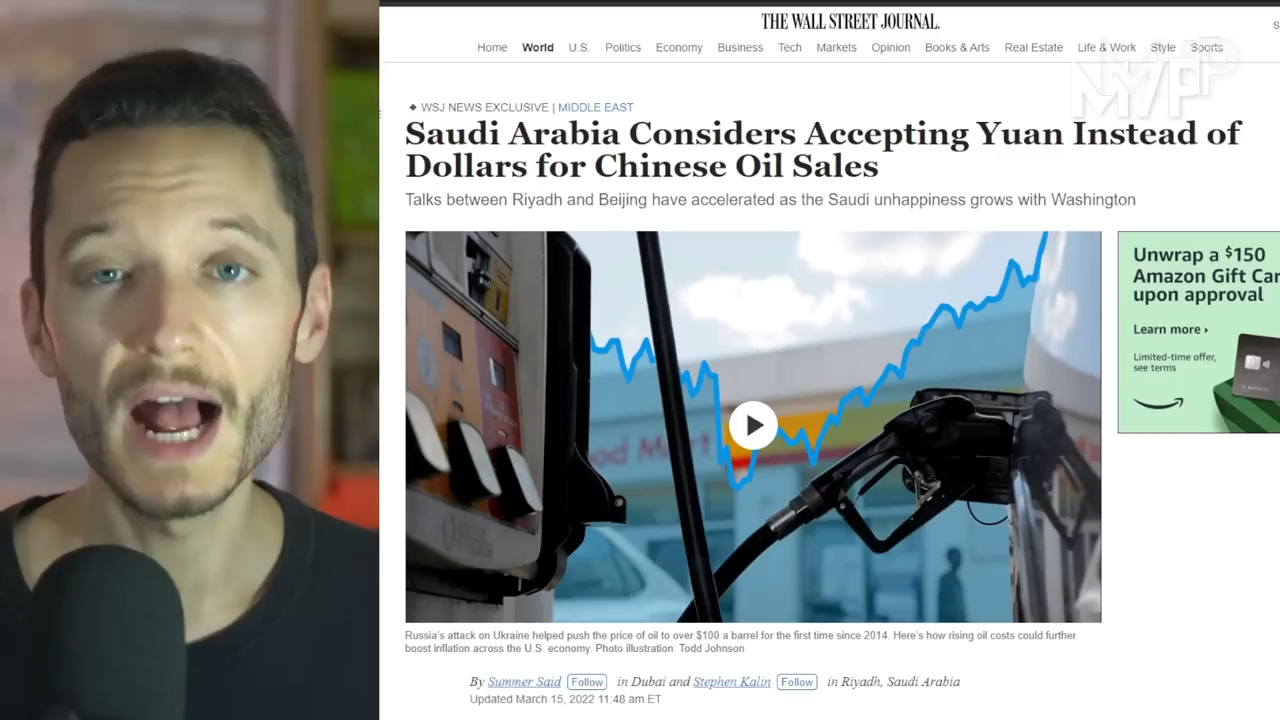 THE WALL STREET JOURNAL.
Home World U.S. Politics Economy Business Tech Markets Opinion Books & Arts Real Estate Life & Work Style Sports
◆ WSJ NEWS EXCLUSIVE | MIDDLE EAST
Saudi Arabia Considers Accepting Yuan Instead of
Dollars for Chinese Oil Sales
Talks between Riyadh and Beijing have accelerated as the Saudi unhappiness grows with Washington
Unwrap a $150
Amazon Gift Car
upon approval
Learn more ›
Limited-time offer,
see terms
Food Mart
Russia's attack on Ukraine helped push the price of oil to over $100 a barrel for the first time since 2014. Here's how rising oil costs could further
boost inflation across the U.S. economy. Photo illustration: Todd Johnson
By Summer Said Follow in Dubai and Stephen Kalin Follow in Riyadh, Saudi Arabia
Updated March 15, 2022 11:48 am ET